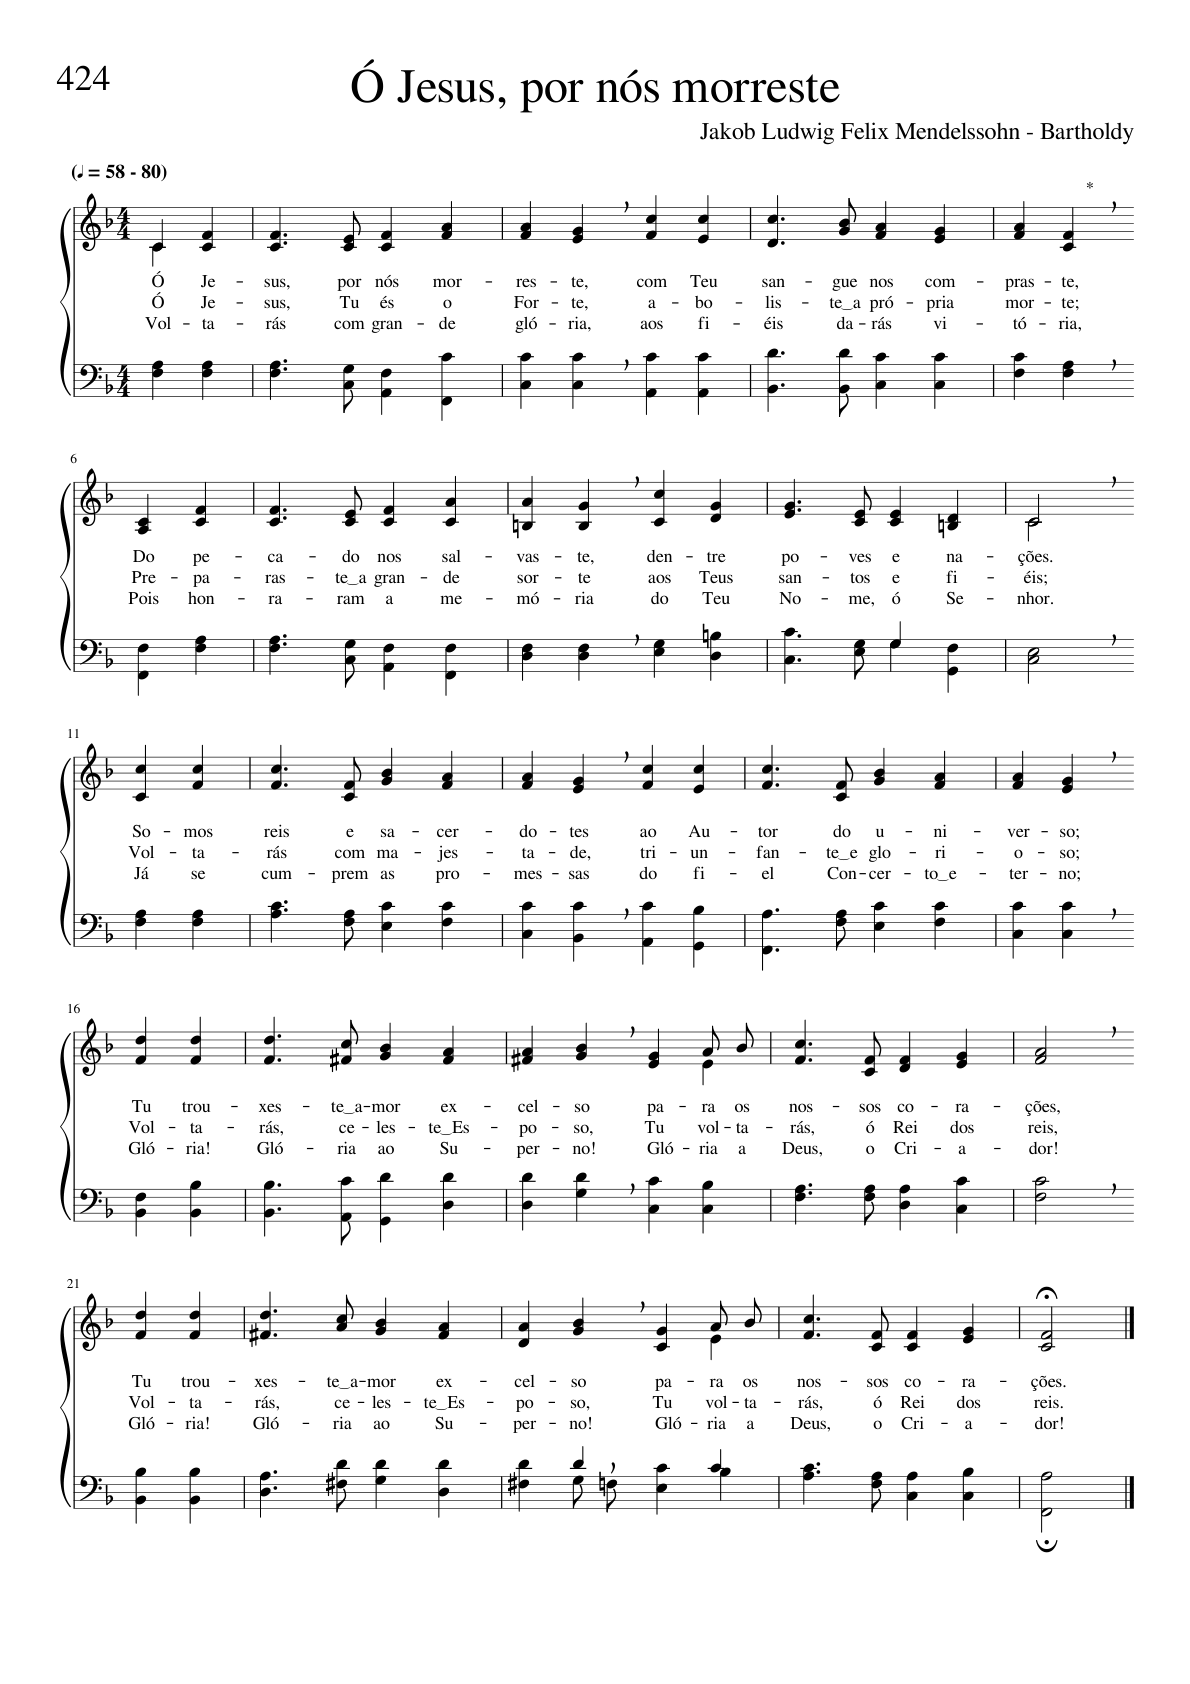 424
Ó Jesus, por nós morreste
Jakob Ludwig Felix Mendelssohn - Bartholdy
(♩ = 58 - 80)
*
Ó Je - sus, por nós mor - res - te, com Teu san - gue nos com - pras - te,
Ó Je - sus, Tu és o For - te, a - bo - lis - te_a pró - pria mor - te;
Vol - ta - rás com gran - de gló - ria, aos fi - éis da - rás vi - tó - ria,
6
Do pe - ca - do nos sal - vas - te, den - tre po - ves e na - ções.
Pre - pa - ras - te_a gran - de sor - te aos Teus san - tos e fi - éis;
Pois hon - ra - ram a me - mó - ria do Teu No - me, ó Se - nhor.
11
So - mos reis e sa - cer - do - tes ao Au - tor do u - ni - ver - so;
Vol - ta - rás com ma - jes - ta - de, tri - un - fan - te_e glo - ri - o - so;
Já se cum - prem as pro - mes - sas do fi - el Con - cer - to_e - ter - no;
16
Tu trou - xes - te_a - mor ex - cel - so pa - ra os nos - sos co - ra - ções,
Vol - ta - rás, ce - les - te_Es - po - so, Tu vol - ta - rás, ó Rei dos reis,
Gló - ria! Gló - ria ao Su - per - no! Gló - ria a Deus, o Cri - a - dor!
21
Tu trou - xes - te_a - mor ex - cel - so pa - ra os nos - sos co - ra - ções.
Vol - ta - rás, ce - les - te_Es - po - so, Tu vol - ta - rás, ó Rei dos reis.
Gló - ria! Gló - ria ao Su - per - no! Gló - ria a Deus, o Cri - a - dor!